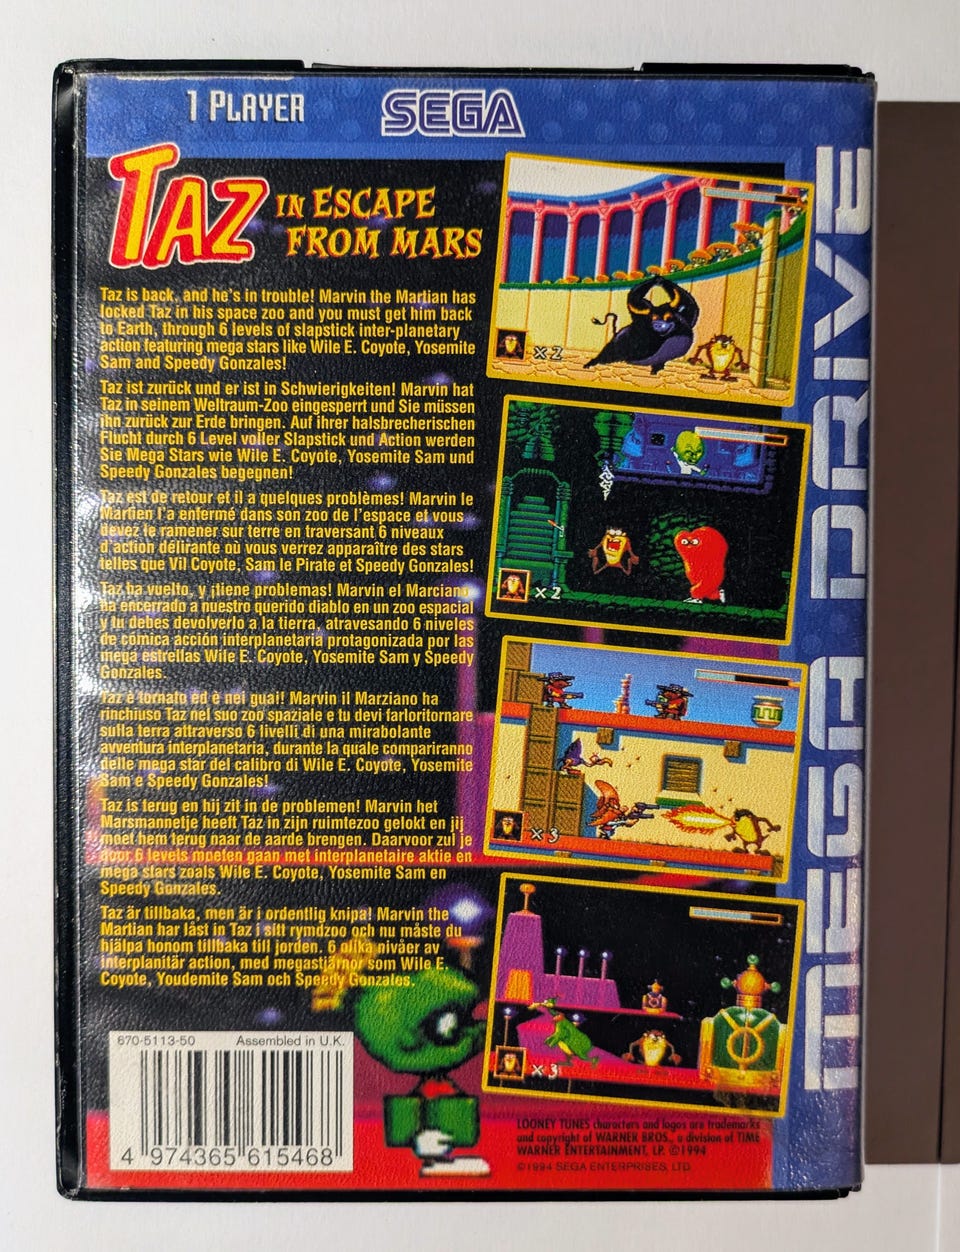 1 PLAYER
SEGA
TAZ
IN ESCAPE
FROM MARS
Taz is back, and he's in trouble! Marvin the Martian has
locked Taz in his space zoo and you must get him back
to Earth, through 6 levels of slapstick inter-planetary
action featuring mega stars like Wile E. Coyote, Yosemite
Sam and Speedy Gonzales!
Taz ist zurück und er ist in Schwierigkeiten! Marvin hat
Taz in seinem Weltraum-Zoo eingesperrt und Sie müssen
ihn zurück zur Erde bringen. Auf ihrer halsbrecherischen
Flucht durch 6 Level voller Slapstick und Action werden
Sie Mega Stars wie Wile E. Coyote, Yosemite Sam und
Speedy Gonzales begegnen!
Taz est de retour et il a quelques problèmes! Marvin le
Martien l'a enfermé dans son zoo de l'espace et vous
devez le ramener sur terre en traversant 6 niveaux
d'action délirante où vous verrez apparaître des stars
telles que Vil Coyote, Sam le Pirate et Speedy Gonzales!
Taz ha vuelto, y ¡tiene problemas! Marvin el Marciano
ha encerrado a nuestro querido diablo en un zoo espacial
y tu debes devolverlo a la tierra, atravesando 6 niveles
de cómica acción interplanetaria protagonizada por las
mega estrellas Wile E. Coyote, Yosemite Sam y Speedy
Gonzales.
Taz è tornato ed è nei guai! Marvin il Marziano ha
rinchiuso Taz nel suo zoo spaziale e tu devi farloritornare
sulla terra attraverso 6 livelli di una mirabolante
avventura interplanetaria, durante la quale compariranno
delle mega star del calibro di Wile E. Coyote, Yosemite
Sam e Speedy Gonzales!
Taz is terug en hij zit in de problemen! Marvin het
Marsmannetje heeft Taz in zijn ruimtezoo gelokt en jij
moet hem terug naar de aarde brengen. Daarvoor zul je
door 6 levels moeten gaan met interplanetaire aktie en
mega stars zoals Wile E. Coyote, Yosemite Sam en
Speedy Gonzales.
Taz är tillbaka, men är i ordentlig knipa! Marvin the
Martian har låst in Taz i sitt rymdzoo och nu måste du
hjälpa honom tillbaka till jorden. 6 olika nivåer av
interplanitär action, med megastjärnor som Wile E.
Coyote, Youdemite Sam och Speedy Gonzales.
670-5113-50 Assembled in U.K.
4 974365 615468
x2
x2
x3
x3
LOONEY TUNES characters and logos are trademarks
and copyright of WARNER BROS., a division of TIME
WARNER ENTERTAINMENT, LP. ©1994
©1994 SEGA ENTERPRISES, LTD.
MEGA DRIVE